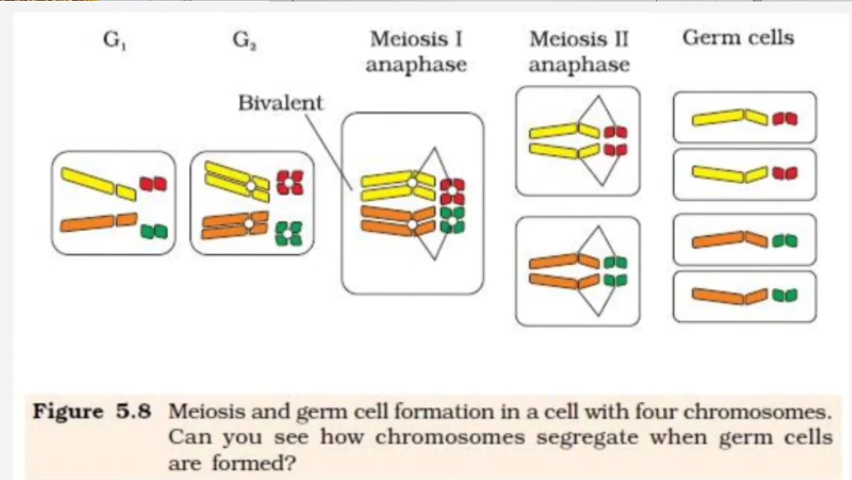 G₁
G₂
Meiosis I
anaphase
Meiosis II
anaphase
Germ cells
Bivalent
Figure 5.8 Meiosis and germ cell formation in a cell with four chromosomes.
Can you see how chromosomes segregate when germ cells
are formed?